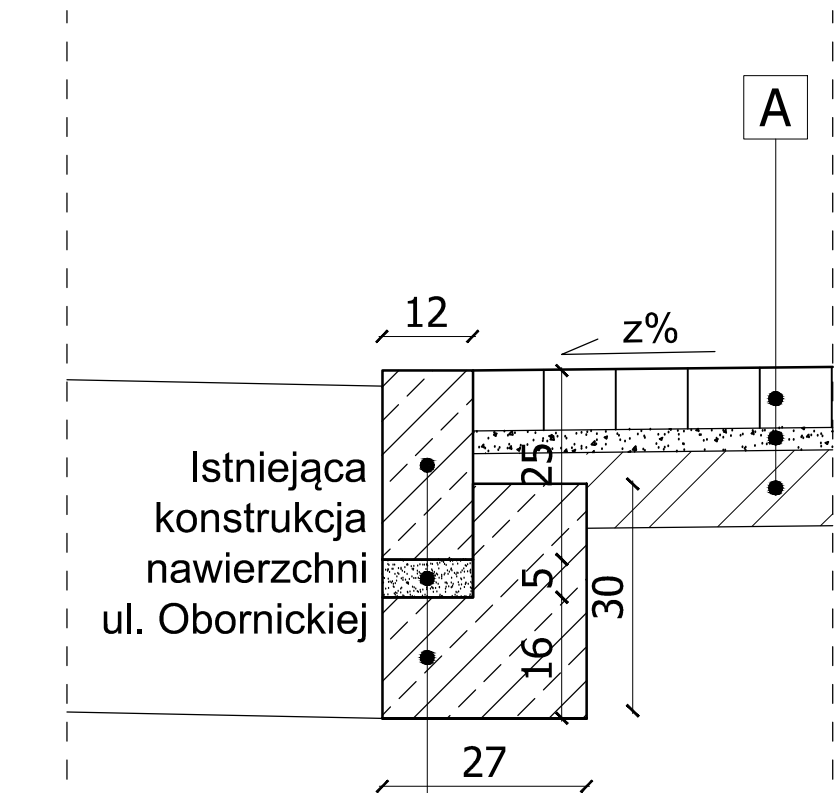 A
12
z%
25
Istniejąca
konstrukcja
nawierzchni
ul. Obornickiej
5
30
16
27